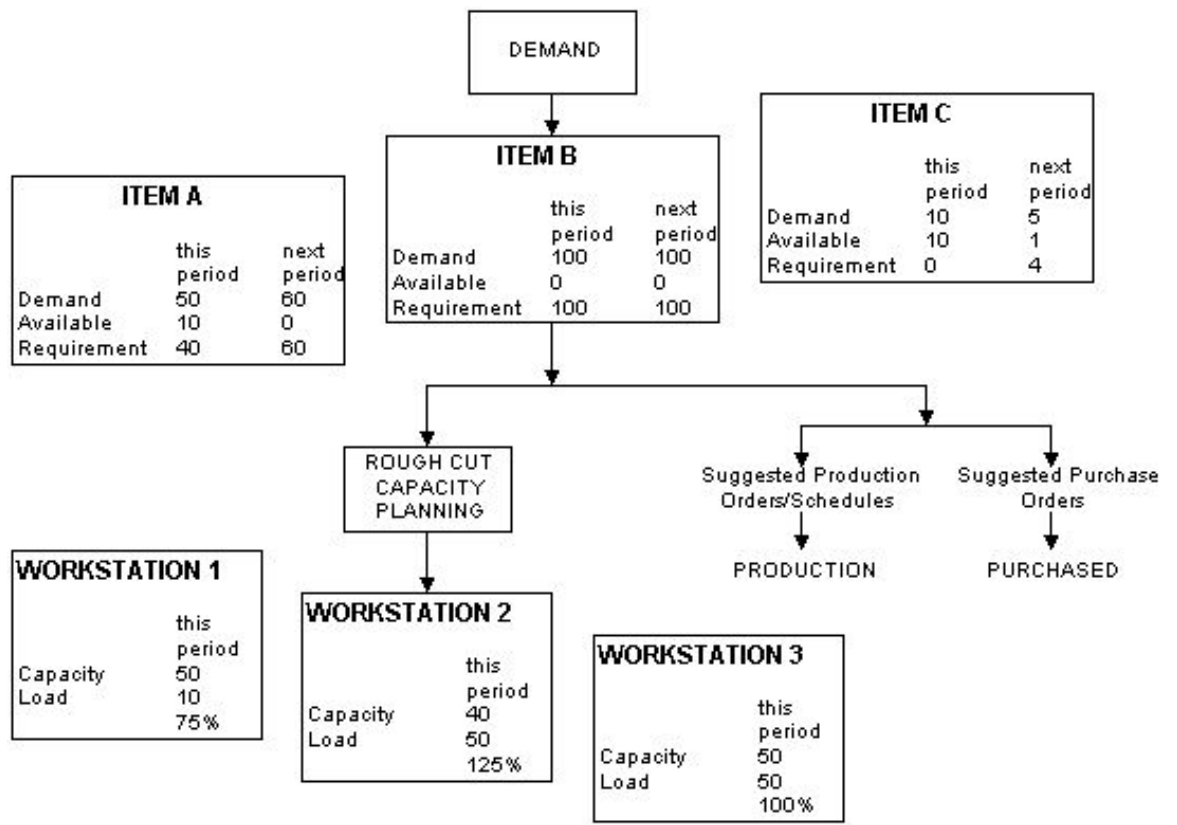 DEMAND
ITEM A
this next
period period
Demand 50 60
Available 10 0
Requirement 40 60
ITEM B
this next
period period
Demand 100 100
Available 0 0
Requirement 100 100
ITEM C
this next
period period
Demand 10 5
Available 10 1
Requirement 0 4
ROUGH CUT
CAPACITY
PLANNING
Suggested Production
Orders/Schedules
PRODUCTION
Suggested Purchase
Orders
PURCHASED
WORKSTATION 1
this
period
Capacity 50
Load 10
75%
WORKSTATION 2
this
period
Capacity 40
Load 50
125%
WORKSTATION 3
this
period
Capacity 50
Load 50
100%